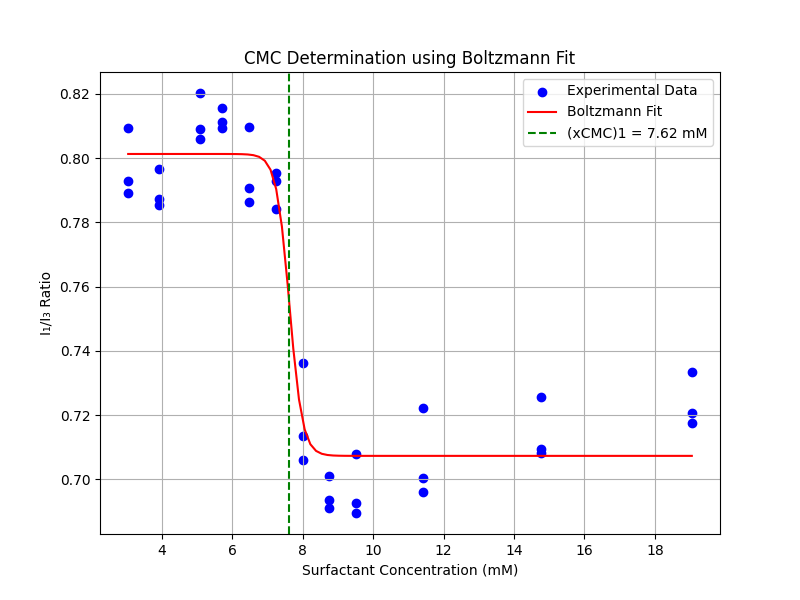 CMC Determination using Boltzmann Fit
Experimental Data
Boltzmann Fit
(xCMC)1 = 7.62 mM
I₁/I₃ Ratio
0.82
0.80
0.78
0.76
0.74
0.72
0.70
4 6 8 10 12 14 16 18
Surfactant Concentration (mM)